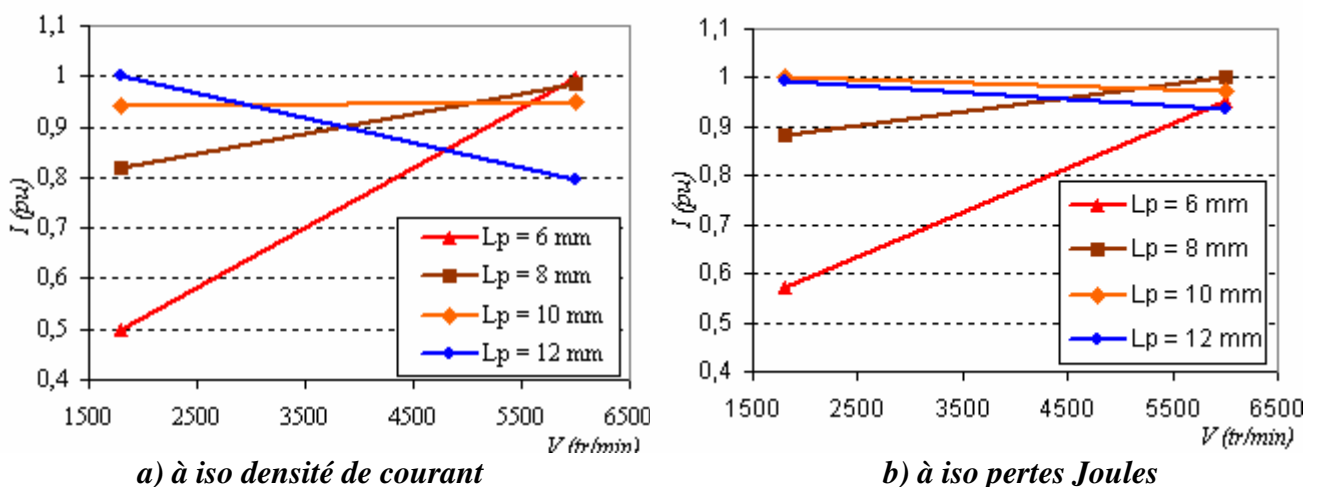 1,1
1
0,9
0,8
0,7
0,6
0,5
0,4
I (pu)
1500 2500 3500 4500 5500 6500
V (tr/min)
Lp = 6 mm
Lp = 8 mm
Lp = 10 mm
Lp = 12 mm
a) à iso densité de courant
1,1
1
0,9
0,8
0,7
0,6
0,5
0,4
I (pu)
1500 2500 3500 4500 5500 6500
V (tr/min)
Lp = 6 mm
Lp = 8 mm
Lp = 10 mm
Lp = 12 mm
b) à iso pertes Joules